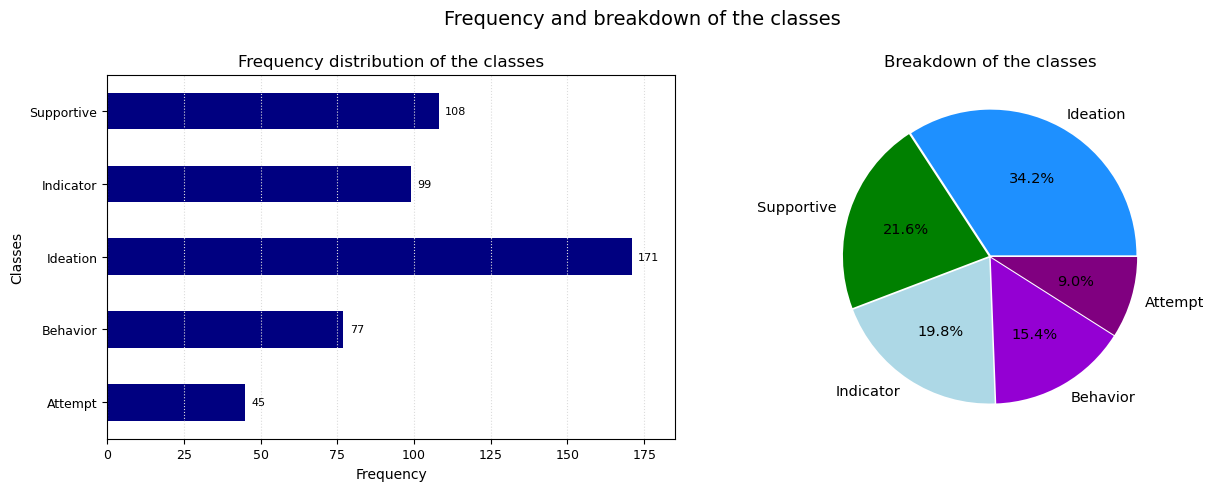 Frequency and breakdown of the classes
Frequency distribution of the classes
Classes
Supportive
108
Indicator
99
Ideation
171
Behavior
77
Attempt
45
0 25 50 75 100 125 150 175
Frequency
Breakdown of the classes
Ideation
34.2%
Supportive
21.6%
Indicator
19.8%
Behavior
15.4%
Attempt
9.0%